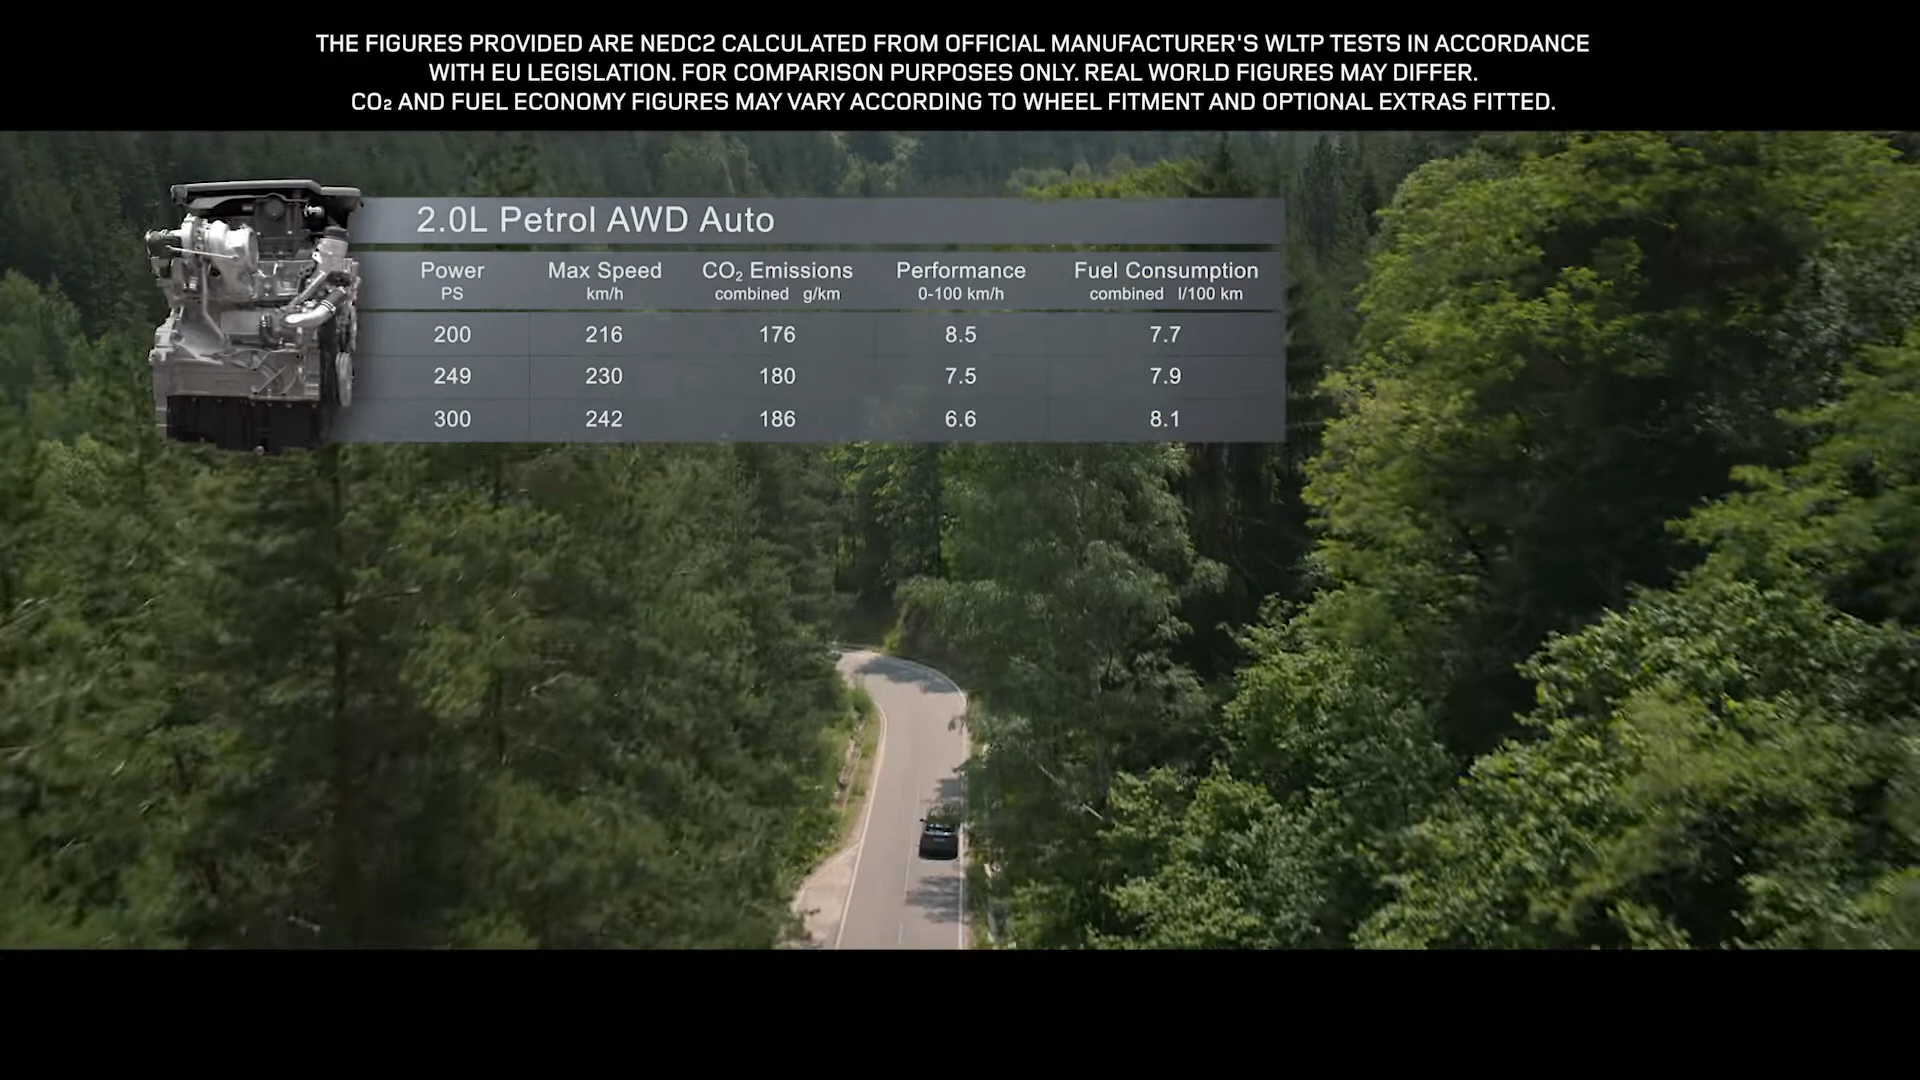 THE FIGURES PROVIDED ARE NEDC2 CALCULATED FROM OFFICIAL MANUFACTURER'S WLTP TESTS IN ACCORDANCE
WITH EU LEGISLATION. FOR COMPARISON PURPOSES ONLY. REAL WORLD FIGURES MAY DIFFER.
CO₂ AND FUEL ECONOMY FIGURES MAY VARY ACCORDING TO WHEEL FITMENT AND OPTIONAL EXTRAS FITTED.
2.0L Petrol AWD Auto
Power Max Speed CO₂ Emissions Performance Fuel Consumption
PS km/h combined g/km 0-100 km/h combined l/100 km
200 216 176 8.5 7.7
249 230 180 7.5 7.9
300 242 186 6.6 8.1